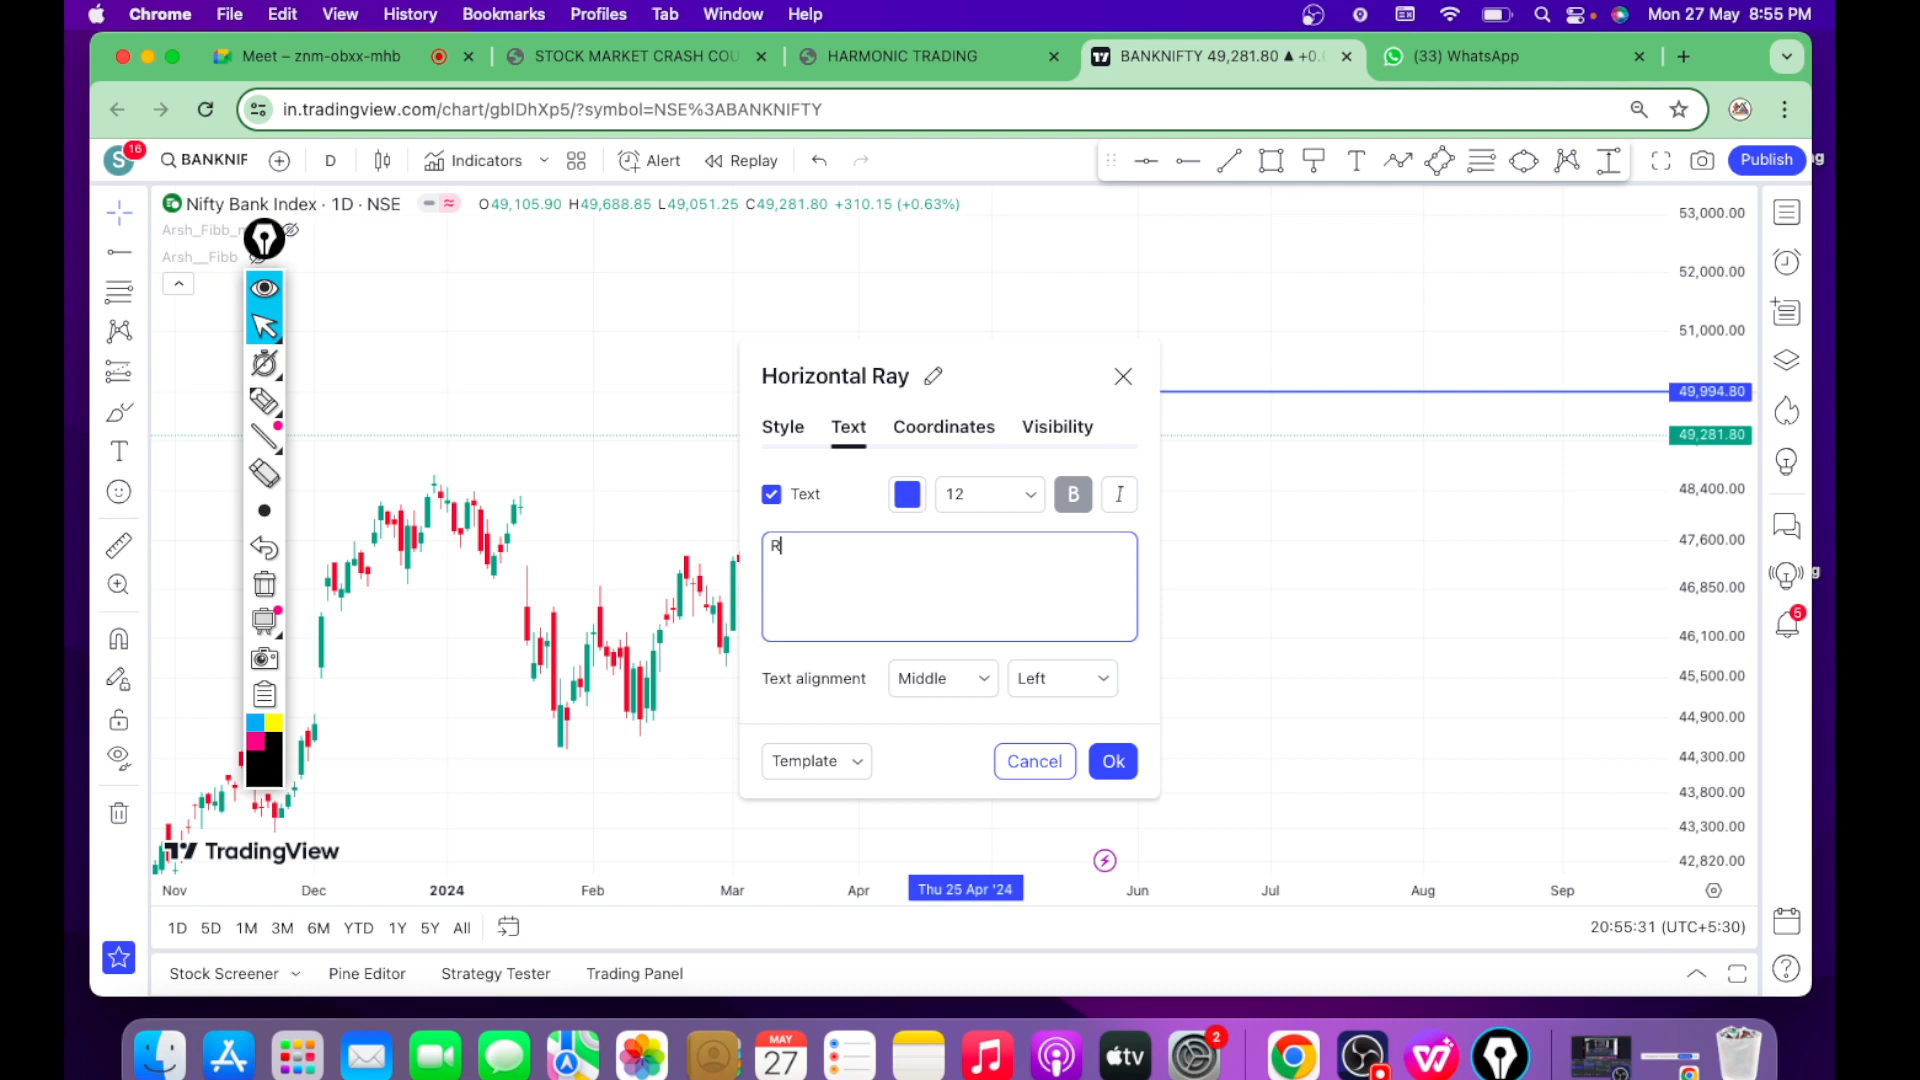 Chrome File Edit View History Bookmarks Profiles Tab Window Help Mon 27 May 8:55 PM
Meet – znm-obxx-mhb STOCK MARKET CRASH COU HARMONIC TRADING BANKNIFTY 49,281.80 ▲ +0. (33) WhatsApp
in.tradingview.com/chart/gblDhXp5/?symbol=NSE%3ABANKNIFTY
S 16 BANKNIF D Indicators Alert Replay T Publish
Nifty Bank Index · 1D · NSE O49,105.90 H49,688.85 L49,051.25 C49,281.80 +310.15 (+0.63%)
Arsh_Fibb_
Arsh__Fibb
53,000.00
52,000.00
51,000.00
49,994.80
49,281.80
48,400.00
47,600.00
46,850.00
46,100.00
45,500.00
44,900.00
44,300.00
43,800.00
43,300.00
42,820.00
Horizontal Ray
Style Text Coordinates Visibility
Text 12 B I
R
Text alignment Middle Left
Template Cancel Ok
TradingView
Nov Dec 2024 Feb Mar Apr Thu 25 Apr '24 Jun Jul Aug Sep
1D 5D 1M 3M 6M YTD 1Y 5Y All 20:55:31 (UTC+5:30)
Stock Screener Pine Editor Strategy Tester Trading Panel
5
MAY
27
tv
2